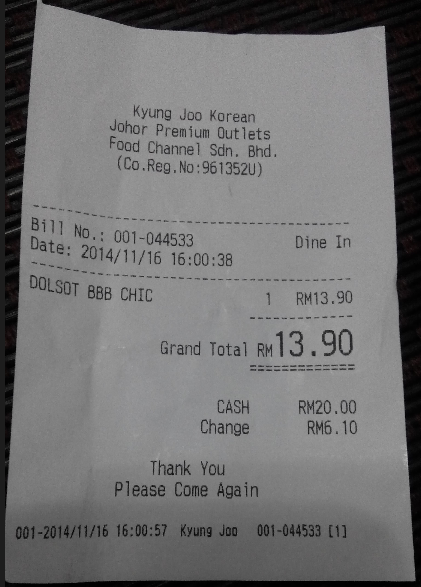 Kyung Joo Korean
Johor Premium Outlets
Food Channel Sdn. Bhd.
(Co.Reg.No:961352U)
Bill No.: 001-044533 Dine In
Date: 2014/11/16 16:00:38
DOLSOT BBB CHIC 1 RM13.90
Grand Total RM13.90
CASH RM20.00
Change RM6.10
Thank You
Please Come Again
001-2014/11/16 16:00:57 Kyung Joo 001-044533 [1]